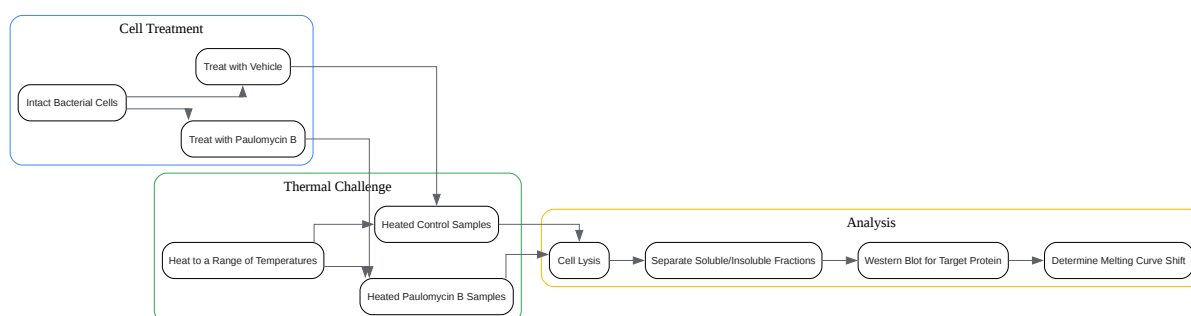 Cell Treatment
Treat with Vehicle
Intact Bacterial Cells
Treat with Paulomycin B
Thermal Challenge
Heated Control Samples
Heat to a Range of Temperatures
Heated Paulomycin B Samples
Analysis
Cell Lysis
Separate Soluble/Insoluble Fractions
Western Blot for Target Protein
Determine Melting Curve Shift